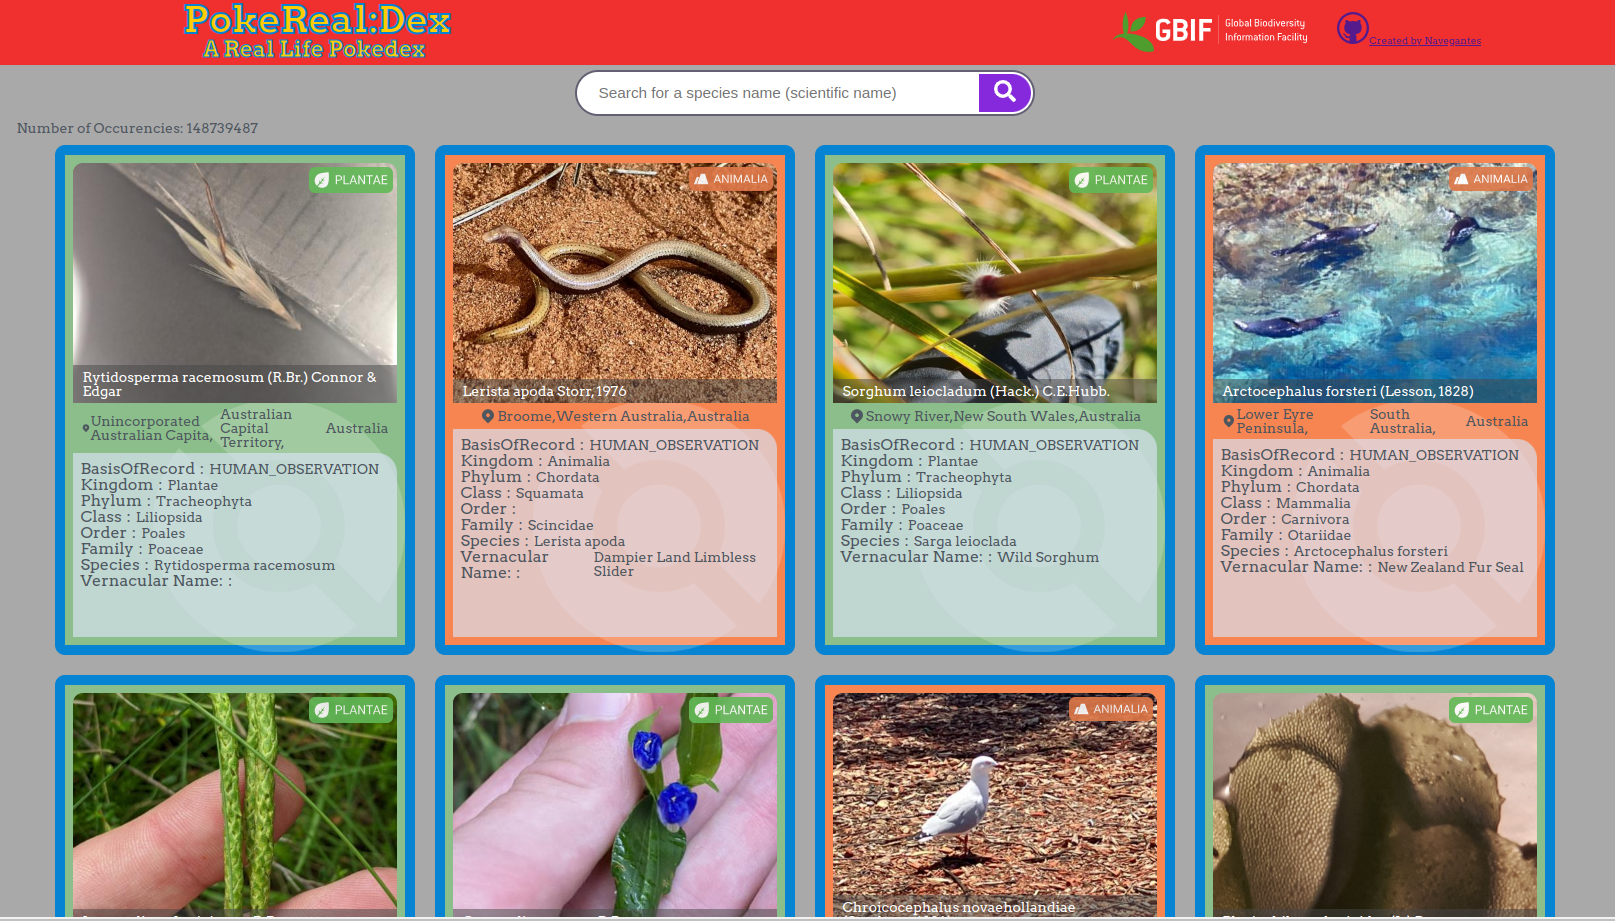 PokeReal:Dex
A Real Life Pokedex
GBIF
Global Biodiversity
Information Facility
Created by Navegantes
Search for a species name (scientific name)
Number of Occurencies: 148739487
PLANTAE
Rytidosperma racemosum (R.Br.) Connor &
Edgar
Unincorporated
Australian Capita,
Australian
Capital
Territory,
Australia
BasisOfRecord : HUMAN_OBSERVATION
Kingdom : Plantae
Phylum : Tracheophyta
Class : Liliopsida
Order : Poales
Family : Poaceae
Species : Rytidosperma racemosum
Vernacular Name: :
ANIMALIA
Lerista apoda Storr, 1976
Broome,Western Australia,Australia
BasisOfRecord : HUMAN_OBSERVATION
Kingdom : Animalia
Phylum : Chordata
Class : Squamata
Order :
Family : Scincidae
Species : Lerista apoda
Vernacular
Name: :
Dampier Land Limbless
Slider
PLANTAE
Sorghum leiocladum (Hack.) C.E.Hubb.
Snowy River,New South Wales,Australia
BasisOfRecord : HUMAN_OBSERVATION
Kingdom : Plantae
Phylum : Tracheophyta
Class : Liliopsida
Order : Poales
Family : Poaceae
Species : Sarga leioclada
Vernacular Name: : Wild Sorghum
ANIMALIA
Arctocephalus forsteri (Lesson, 1828)
Lower Eyre
Peninsula,
South
Australia,
Australia
BasisOfRecord : HUMAN_OBSERVATION
Kingdom : Animalia
Phylum : Chordata
Class : Mammalia
Order : Carnivora
Family : Otariidae
Species : Arctocephalus forsteri
Vernacular Name: : New Zealand Fur Seal
PLANTAE
PLANTAE
ANIMALIA
Chroicocephalus novaehollandiae
PLANTAE